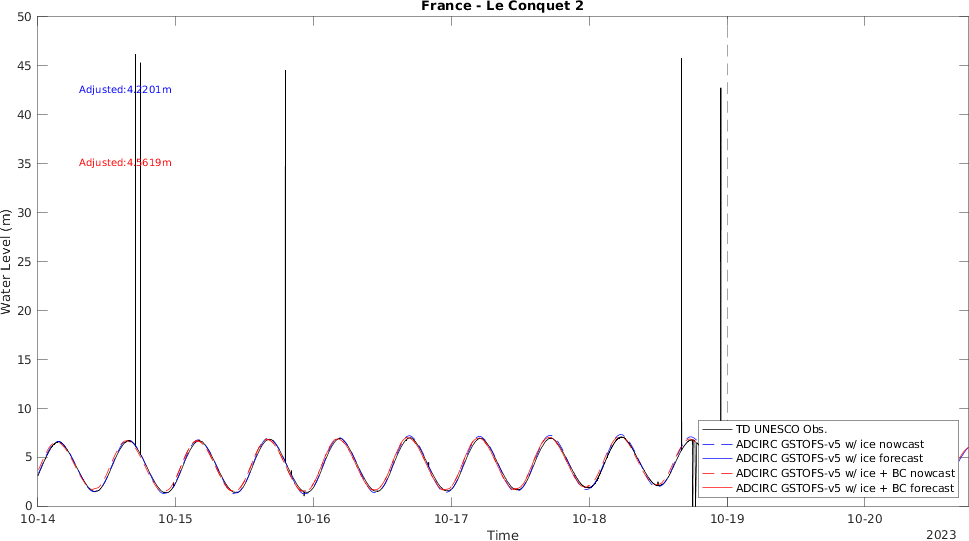 France - Le Conquet 2
50
45
40
35
30
25
20
15
10
5
0
Water Level (m)
Adjusted:4.2201m
Adjusted:4.5619m
TD UNESCO Obs.
ADCIRC GSTOFS-v5 w/ ice nowcast
ADCIRC GSTOFS-v5 w/ ice forecast
ADCIRC GSTOFS-v5 w/ ice + BC nowcast
ADCIRC GSTOFS-v5 w/ ice + BC forecast
10-14 10-15 10-16 10-17 10-18 10-19 10-20
Time
2023